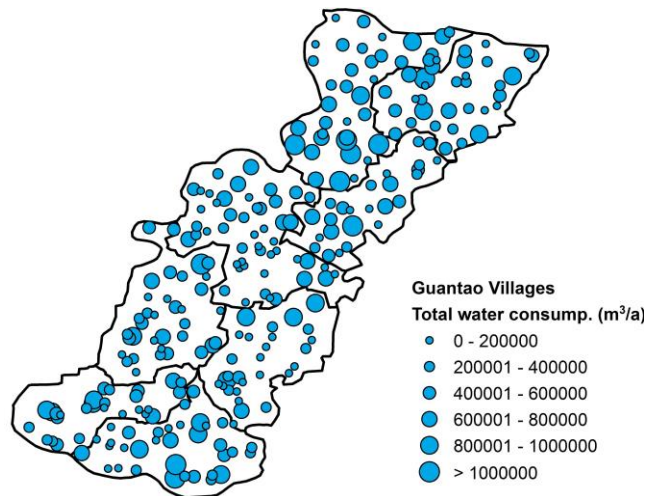 Guantao Villages
Total water consump. (m³/a)
0 - 200000
200001 - 400000
400001 - 600000
600001 - 800000
800001 - 1000000
> 1000000